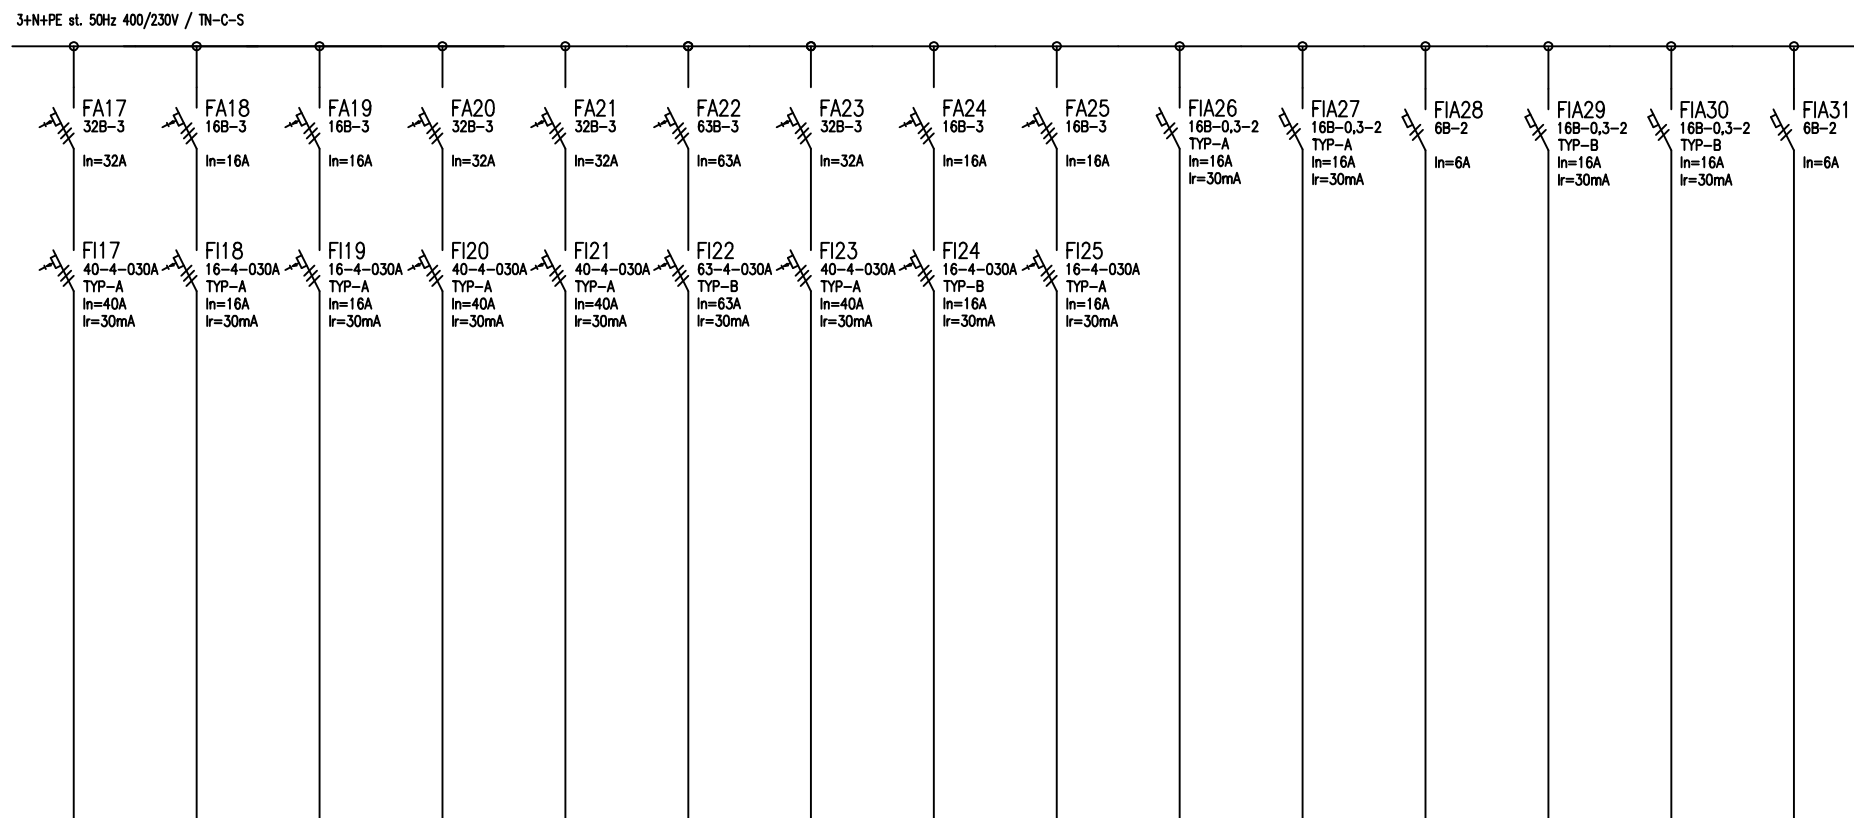 3+N+PE st. 50Hz 400/230V / TN-C-S
FA17
32B-3
In=32A
FA18
16B-3
In=16A
FA19
16B-3
In=16A
FA20
32B-3
In=32A
FA21
32B-3
In=32A
FA22
63B-3
In=63A
FA23
32B-3
In=32A
FA24
16B-3
In=16A
FA25
16B-3
In=16A
FIA26
16B-0,3-2
TYP-A
In=16A
Ir=30mA
FIA27
16B-0,3-2
TYP-A
In=16A
Ir=30mA
FIA28
6B-2
In=6A
FIA29
16B-0,3-2
TYP-B
In=16A
Ir=30mA
FIA30
16B-0,3-2
TYP-B
In=16A
Ir=30mA
FIA31
6B-2
In=6A
FI17
40-4-030A
TYP-A
In=40A
Ir=30mA
FI18
16-4-030A
TYP-A
In=16A
Ir=30mA
FI19
16-4-030A
TYP-A
In=16A
Ir=30mA
FI20
40-4-030A
TYP-A
In=40A
Ir=30mA
FI21
40-4-030A
TYP-A
In=40A
Ir=30mA
FI22
63-4-030A
TYP-B
In=63A
Ir=30mA
FI23
40-4-030A
TYP-A
In=40A
Ir=30mA
FI24
16-4-030A
TYP-B
In=16A
Ir=30mA
FI25
16-4-030A
TYP-A
In=16A
Ir=30mA